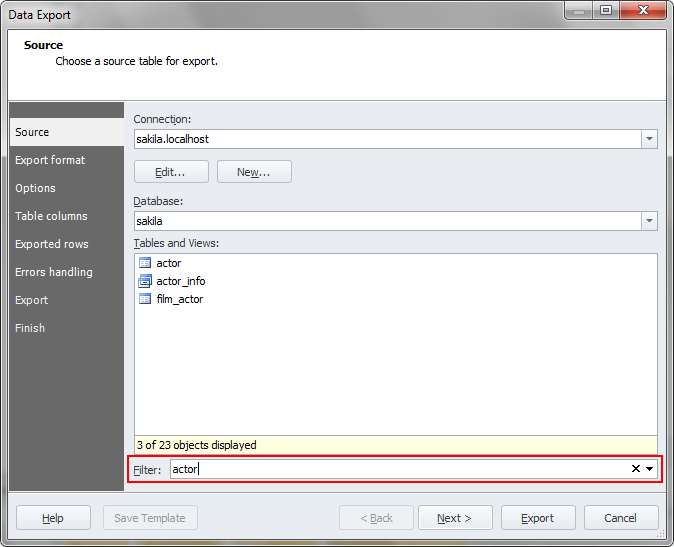 Data Export
Source
Choose a source table for export.
Source
Export format
Options
Table columns
Exported rows
Errors handling
Export
Finish
Connection:
sakila.localhost
Edit... New...
Database:
sakila
Tables and Views:
actor
actor_info
film_actor
3 of 23 objects displayed
Filter: actor
Help Save Template < Back Next > Export Cancel